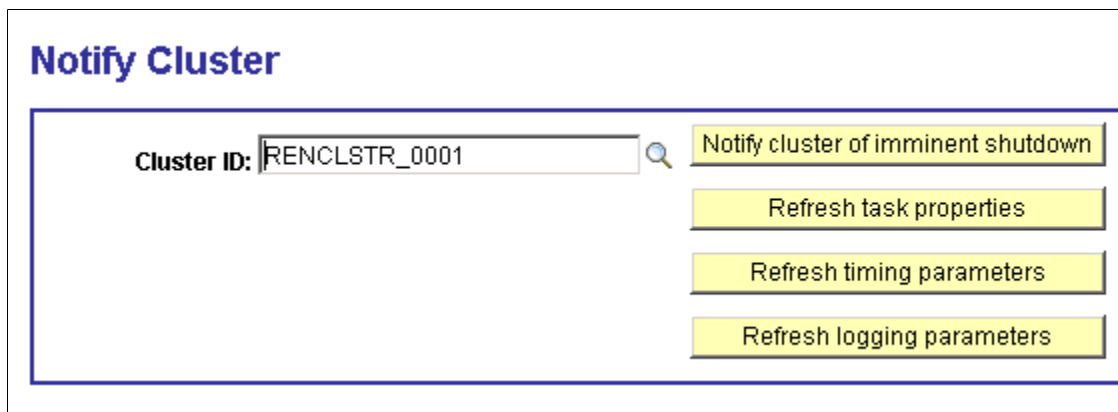 Notify Cluster
Cluster ID: RENCLSTR_0001
Notify cluster of imminent shutdown
Refresh task properties
Refresh timing parameters
Refresh logging parameters